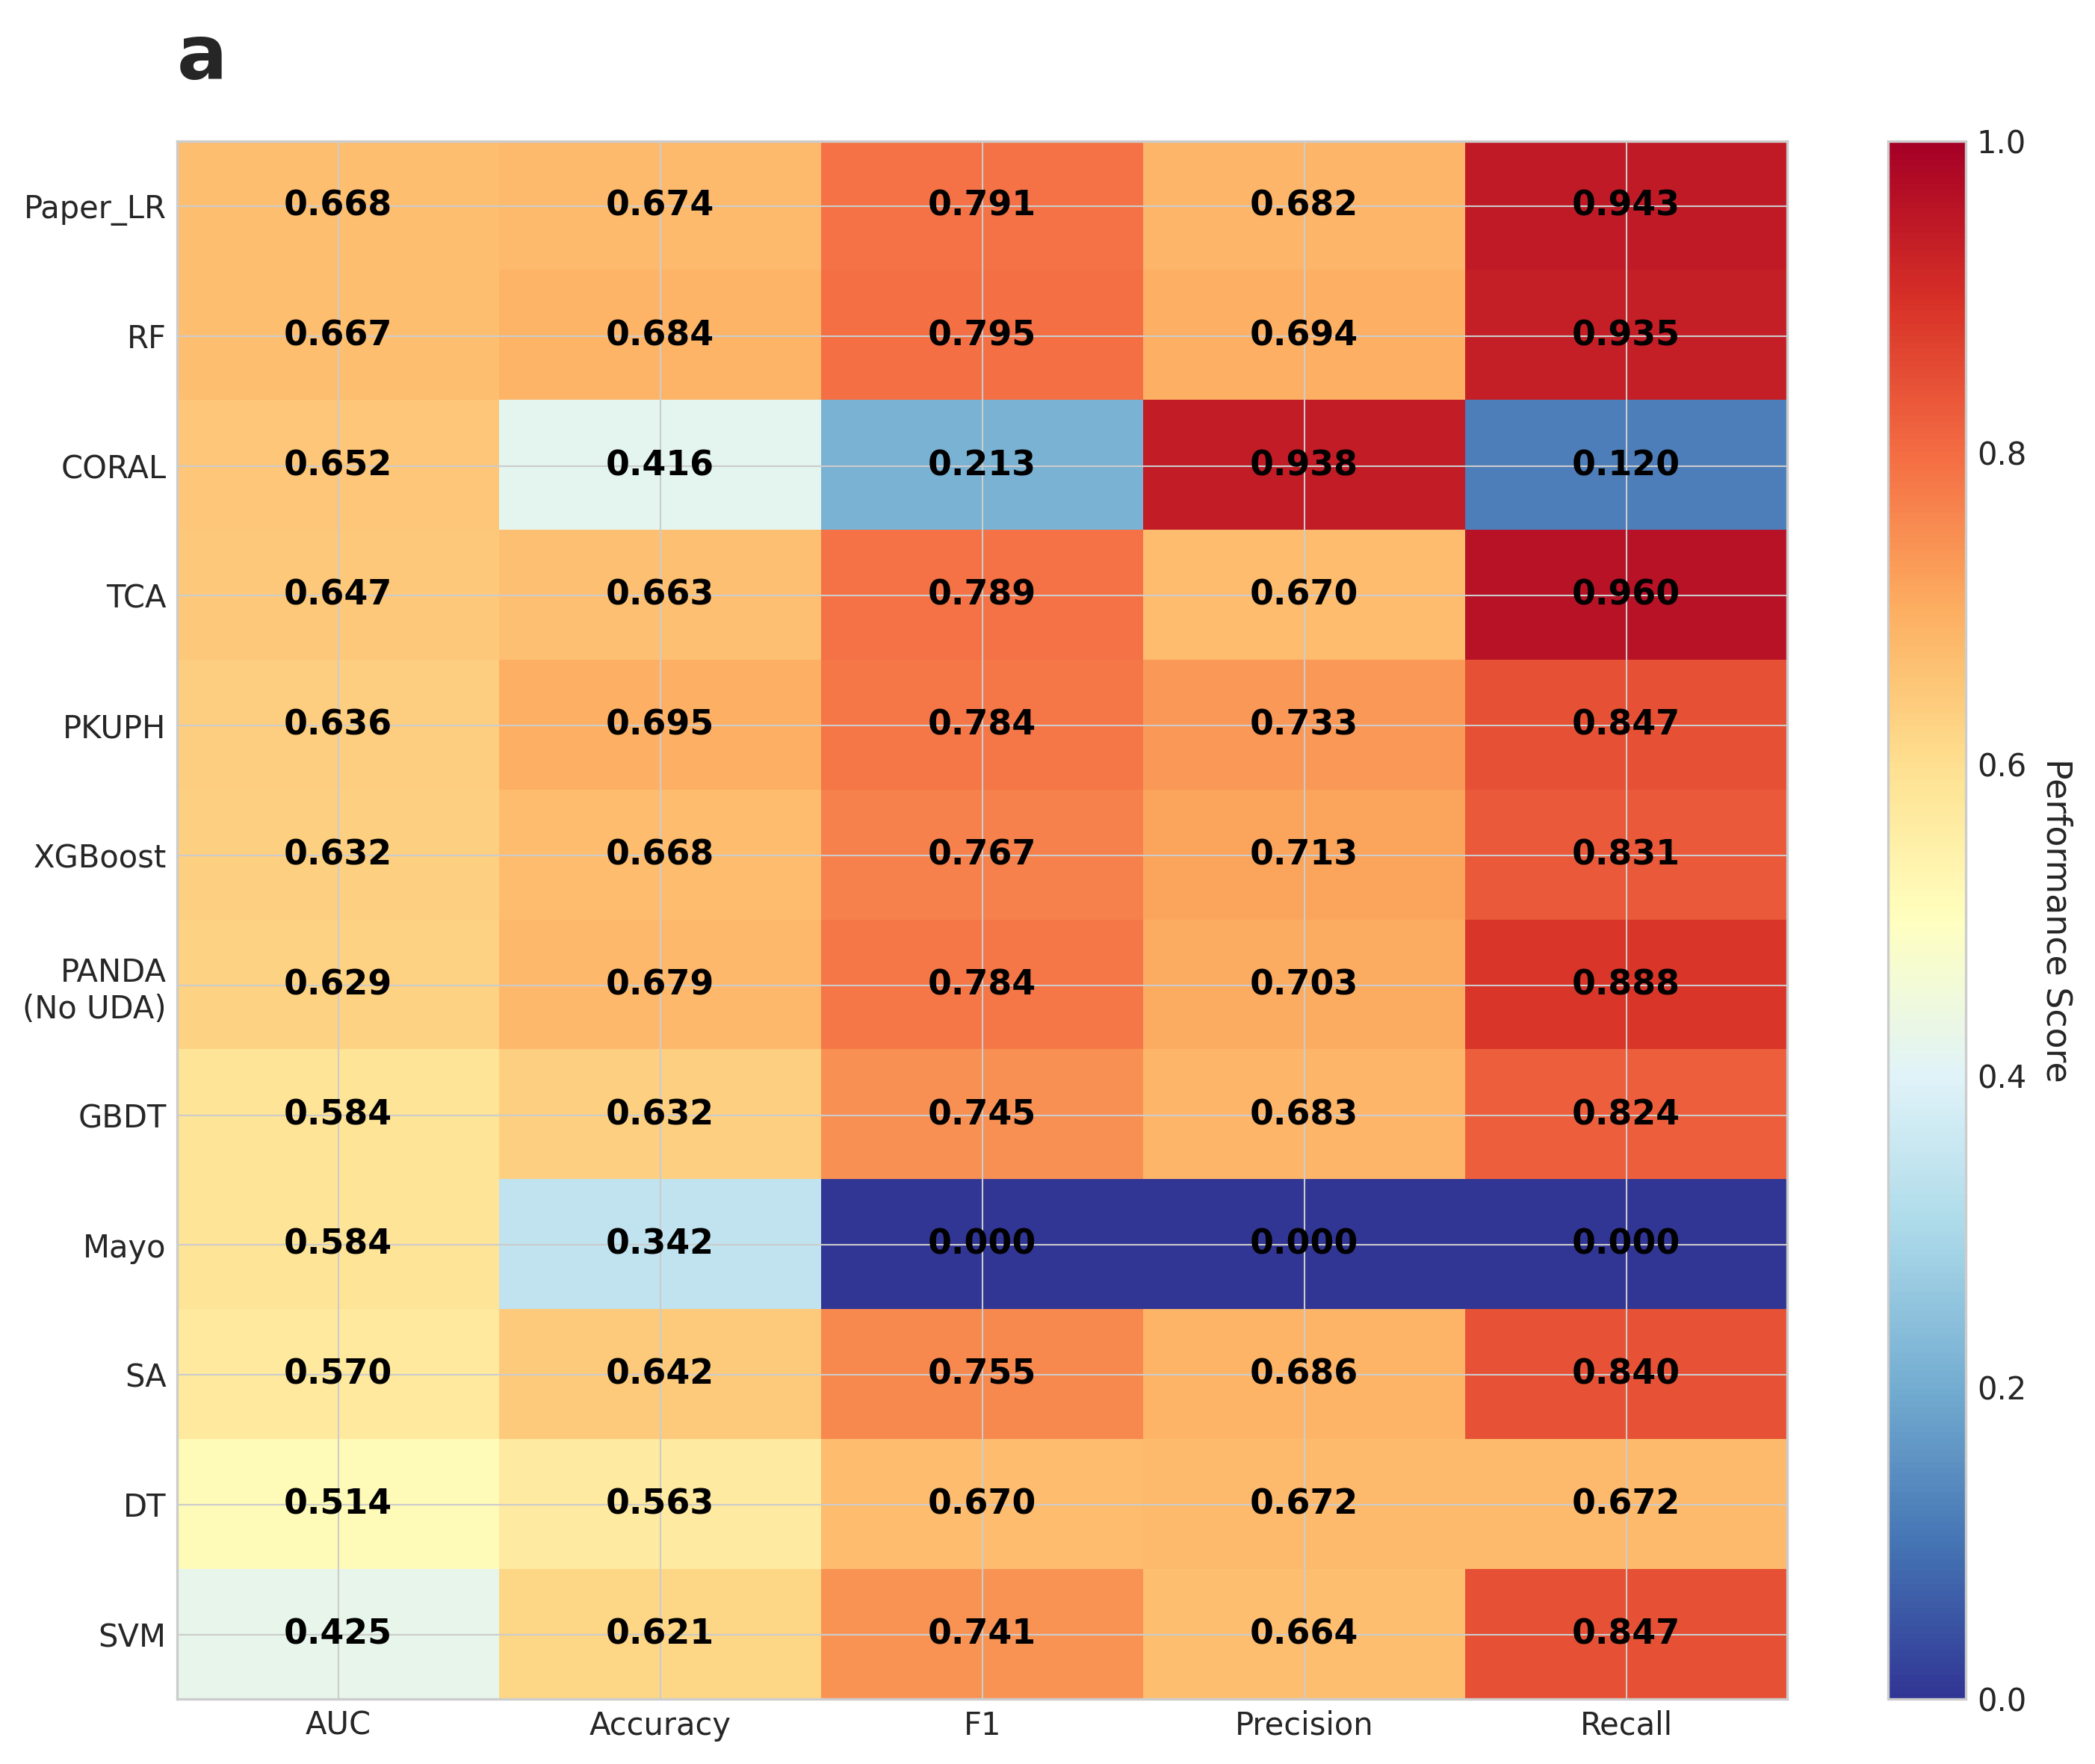 a
Paper_LR 0.668 0.674 0.791 0.682 0.943
RF 0.667 0.684 0.795 0.694 0.935
CORAL 0.652 0.416 0.213 0.938 0.120
TCA 0.647 0.663 0.789 0.670 0.960
PKUPH 0.636 0.695 0.784 0.733 0.847
XGBoost 0.632 0.668 0.767 0.713 0.831
PANDA
(No UDA) 0.629 0.679 0.784 0.703 0.888
GBDT 0.584 0.632 0.745 0.683 0.824
Mayo 0.584 0.342 0.000 0.000 0.000
SA 0.570 0.642 0.755 0.686 0.840
DT 0.514 0.563 0.670 0.672 0.672
SVM 0.425 0.621 0.741 0.664 0.847
AUC Accuracy F1 Precision Recall
1.0
0.8
0.6
0.4
0.2
0.0
Performance Score